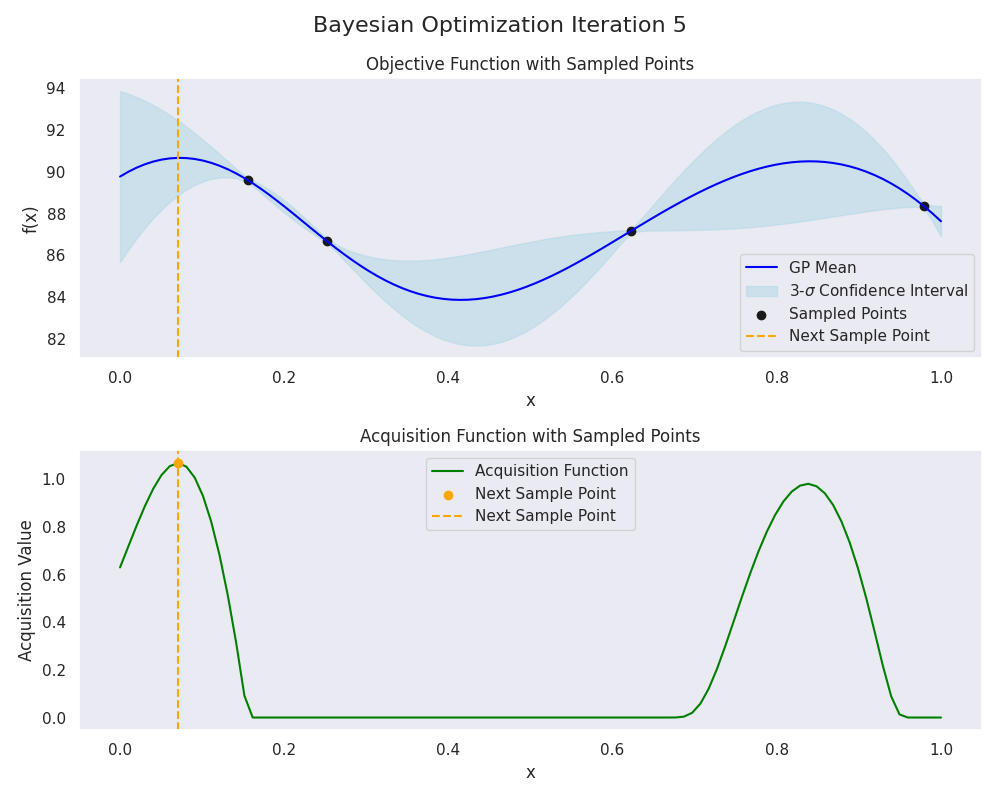 Bayesian Optimization Iteration 5
Objective Function with Sampled Points
94
92
90
88
86
84
82
f(x)
GP Mean
3-σ Confidence Interval
Sampled Points
Next Sample Point
0.0 0.2 0.4 0.6 0.8 1.0
x
Acquisition Function with Sampled Points
1.0
0.8
0.6
0.4
0.2
0.0
Acquisition Value
Acquisition Function
Next Sample Point
Next Sample Point
0.0 0.2 0.4 0.6 0.8 1.0
x